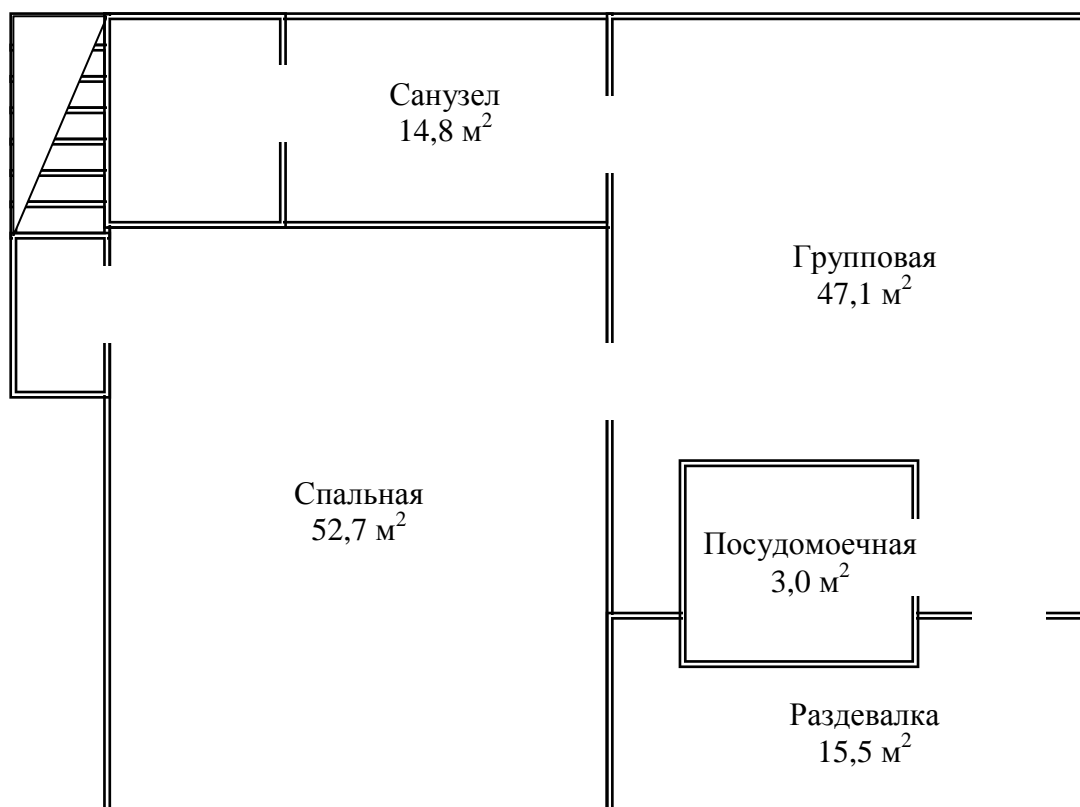 Санузел
14,8 м²
Групповая
47,1 м²
Спальная
52,7 м²
Посудомоечная
3,0 м²
Раздевалка
15,5 м²